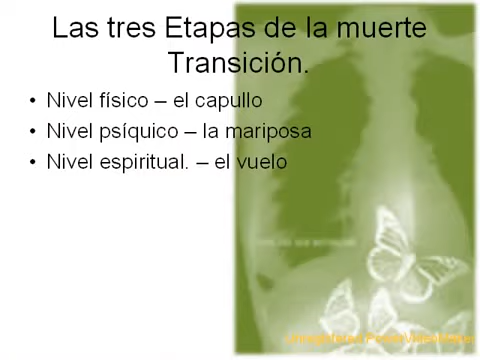 Las tres Etapas de la muerte
Transición.
• Nivel físico – el capullo
• Nivel psíquico – la mariposa
• Nivel espiritual. – el vuelo